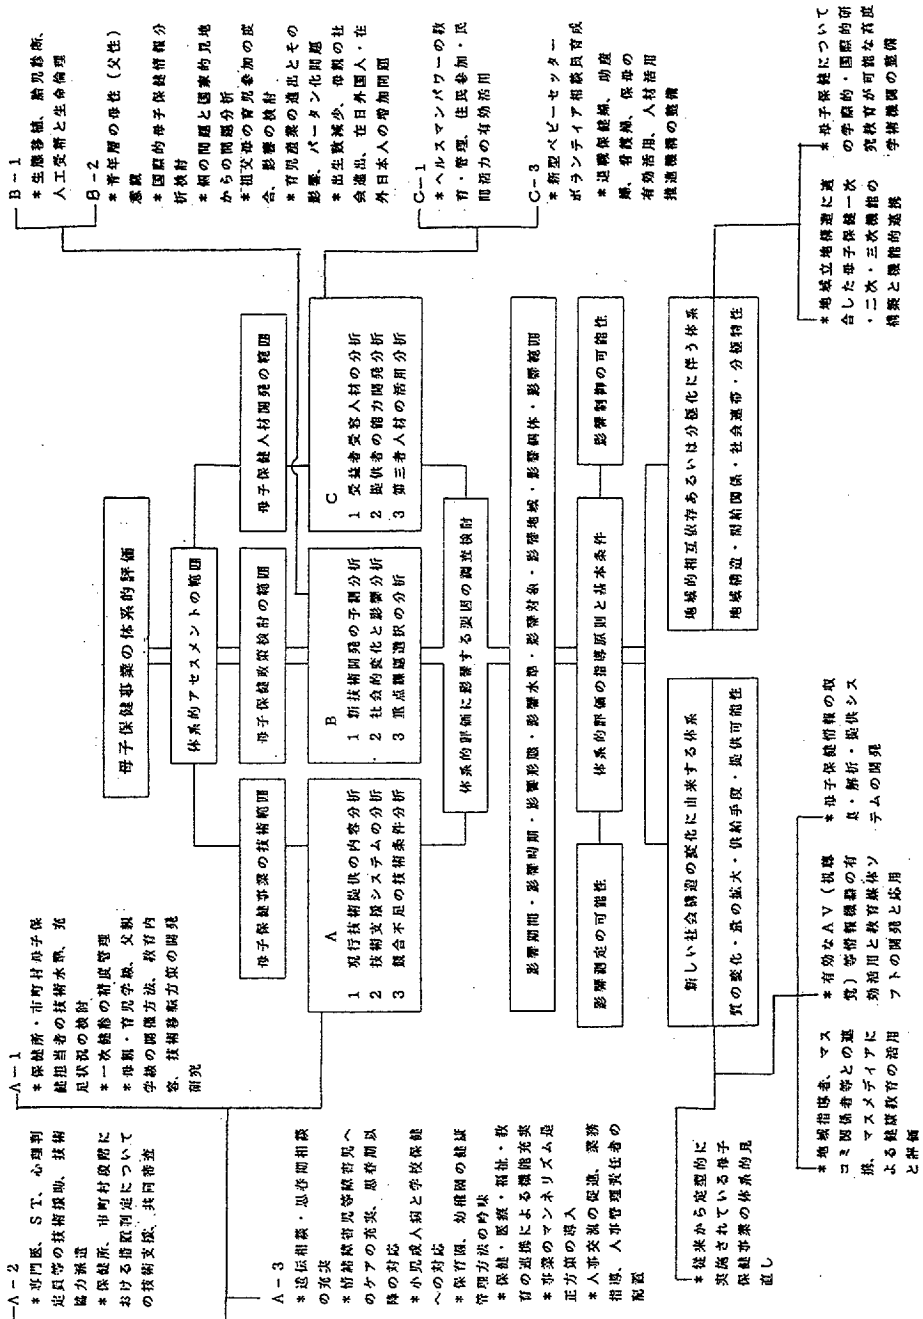 母子保健事業の体系的評価
体系的アセスメントの範囲
母子保健事業の技術範囲
母子保健政策検討の範囲
母子保健人材開発の範囲
A
1 現行技術提供の内容分析
2 技術支援システムの分析
3 競合不足の技術条件分析
B
1 新技術開発の予測分析
2 社会的変化と影響分析
3 重点課題選択の分析
C
1 受益者受容人材の分析
2 提供者の能力開発分析
3 第三者人材の活用分析
体系的評価に影響する要因の調査検討
影響期間・影響時期・影響形態・影響水準・影響対象・影響地域・影響個体・影響範囲
影響測定の可能性
体系的評価の指導原則と基本条件
影響制御の可能性
新しい社会構造の変化に由来する体系
質の変化・量の拡大・供給手段・提供可能性
地域的相互依存あるいは分極化に伴う体系
地域構造・需給関係・社会連帯・分極特性
A-1
*保健所・市町村母子保
健担当者の技術水準、充
足状況の検討
*一次健診の精度管理
*母親・育児学級、父親
学級の開催方法、教育内
容、技術移転方策の開発
研究
A-2
*専門医、ST、心理判
定員等の技術援助、技術
協力派遣
*保健所、市町村段階に
おける措置判定について
の技術支援、共同審査
A-3
*遺伝相談・思春期相談
の充実
*情緒障害児等障害児へ
のケアの充実、思春期以
降の対応
*小児成人病と学校保健
への対応
*保育園、幼稚園の健康
管理方法の吟味
*保健・医療・福祉・教
育の連携による機能充実
*事業のマンネリズム是
正方策の導入
*人事交流の促進、業務
指導、人事管理責任者の
配置
B-1
*生態移植、胎児診断、
人工受精と生命倫理
B-2
*青年層の母性(父性)
意識
*国際的母子保健情報分
析検討
*個の問題と国家的見地
からの問題分析
*祖父母の育児参加の度
合、影響の検討
*育児産業の進出とその
影響、パータン化問題
*出生数減少、母親の社
会進出、在日外国人・在
外日本人の増加問題
C-1
*ヘルスマンパワーの教
育・管理、住民参加・民
間活力の有効活用
C-3
*新型ベビーセッター
ボランティア相談員育成
*退職保健婦、助産
婦、看護婦、保母の
有効活用、人材活用
推進機構の整備
*従来から定型的に
実施されている母子
保健事業の体系的見
直し
*地域指導者、マス
コミ関係者等との連
携、マスメディアに
よる健康教育の活用
と評価
*有効なAV(視聴
覚)等情報機器の有
効活用と教育媒体ソ
フトの開発と応用
*母子保健情報の収
集・解析・提供シス
テムの開発
*地域立地構造に適
合した母子保健一次
・二次・三次機能の
構築と機能的連携
*母子保健について
の学際的・国際的研
究教育が可能な高度
学術機関の整備